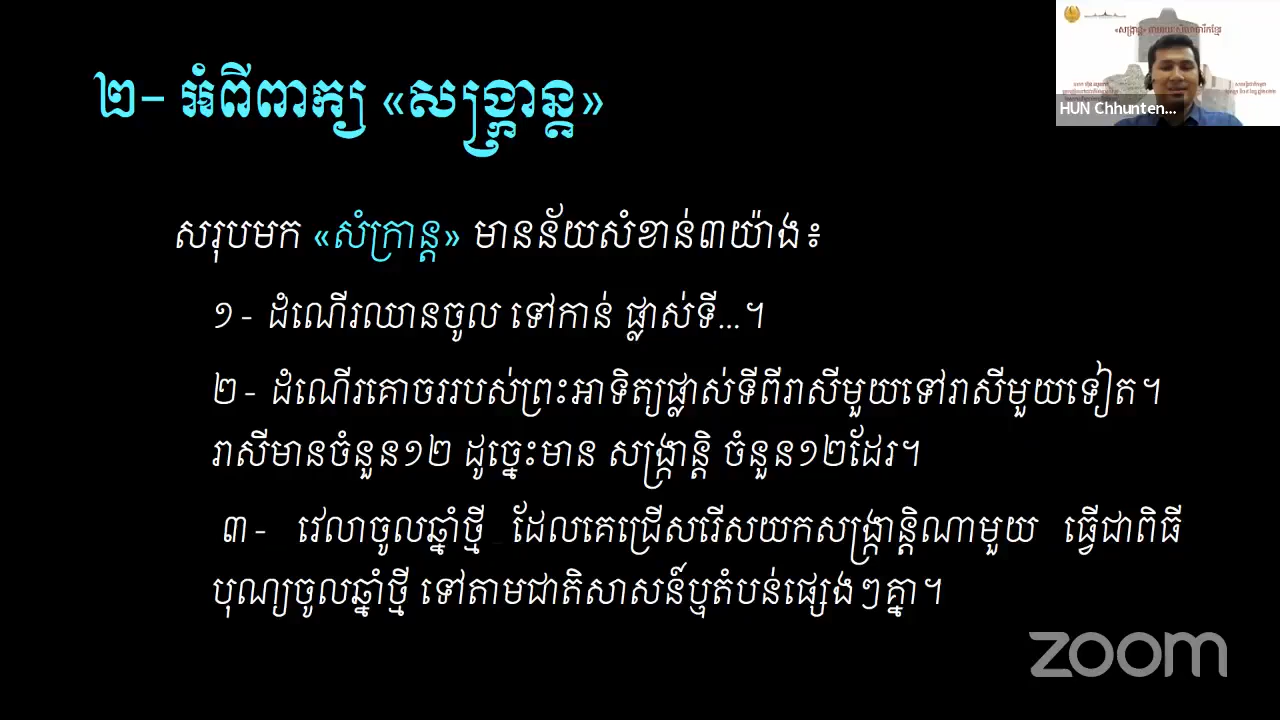 ២- អំពីពាក្យ «សង្ក្រាន្ត»
HUN Chhunten...
សរុបមក «សំក្រាន្ត» មានន័យសំខាន់៣យ៉ាង៖
១- ដំណើរឈានចូល ទៅកាន់ ផ្លាស់ទី...។
២- ដំណើរគោចររបស់ព្រះអាទិត្យផ្លាស់ទីពីរាសីមួយទៅរាសីមួយទៀត។
រាសីមានចំនួន១២ ដូច្នេះមាន សង្ក្រាន្តិ ចំនួន១២ដែរ។
៣- វេលាចូលឆ្នាំថ្មី ដែលគេជ្រើសរើសយកសង្ក្រាន្តិណាមួយ ធ្វើជាពិធី
បុណ្យចូលឆ្នាំថ្មី ទៅតាមជាតិសាសន៍ឬតំបន់ផ្សេងៗគ្នា។
zoom